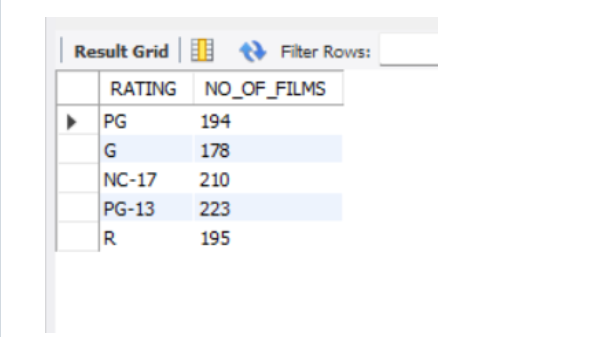 Result Grid Filter Rows:
RATING NO_OF_FILMS
PG 194
G 178
NC-17 210
PG-13 223
R 195